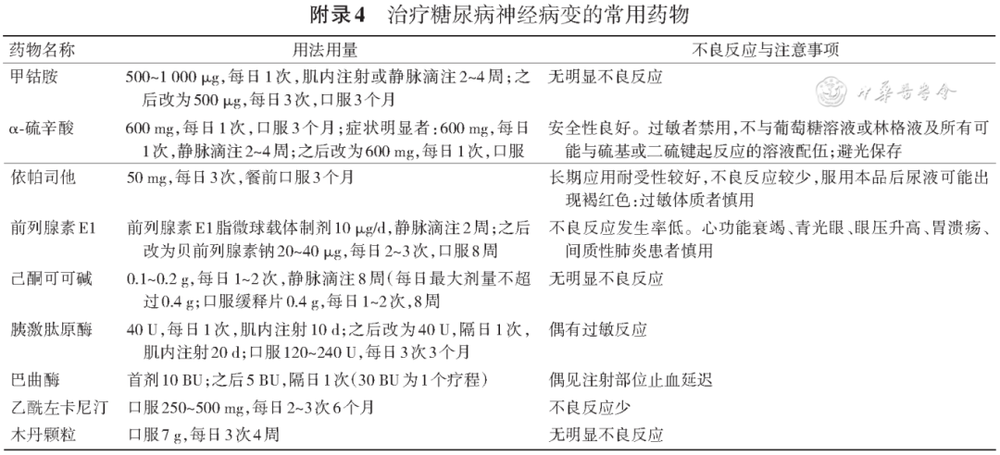 附录4 治疗糖尿病神经病变的常用药物
药物名称 用法用量 不良反应与注意事项
甲钴胺 500~1 000 μg,每日1次,肌内注射或静脉滴注2~4周;之 无明显不良反应
后改为500 μg,每日3次,口服3个月
中华医学会
α-硫辛酸 600 mg,每日1次,口服3个月;症状明显者:600 mg,每日 安全性良好。过敏者禁用,不与葡萄糖溶液或林格液及所有可
1次,静脉滴注2~4周;之后改为600 mg,每日1次,口服 能与硫基或二硫键起反应的溶液配伍;避光保存
依帕司他 50 mg,每日3次,餐前口服3个月 长期应用耐受性较好,不良反应较少,服用本品后尿液可能出
现褐红色;过敏体质者慎用
前列腺素E1 前列腺素E1脂微球载体制剂10 μg/d,静脉滴注2周;之后 不良反应发生率低。心功能衰竭、青光眼、眼压升高、胃溃疡、
改为贝前列腺素钠20~40 μg,每日2~3次,口服8周 间质性肺炎患者慎用
己酮可可碱 0.1~0.2 g,每日1~2次,静脉滴注8周(每日最大剂量不超 无明显不良反应
过0.4 g;口服缓释片0.4 g,每日1~2次,8周
胰激肽原酶 40 U,每日1次,肌内注射10 d;之后改为40 U,隔日1次, 偶有过敏反应
肌内注射20 d;口服120~240 U,每日3次3个月
巴曲酶 首剂10 BU;之后5 BU,隔日1次(30 BU为1个疗程) 偶见注射部位止血延迟
乙酰左卡尼汀 口服250~500 mg,每日2~3次6个月 不良反应少
木丹颗粒 口服7 g,每日3次4周 无明显不良反应